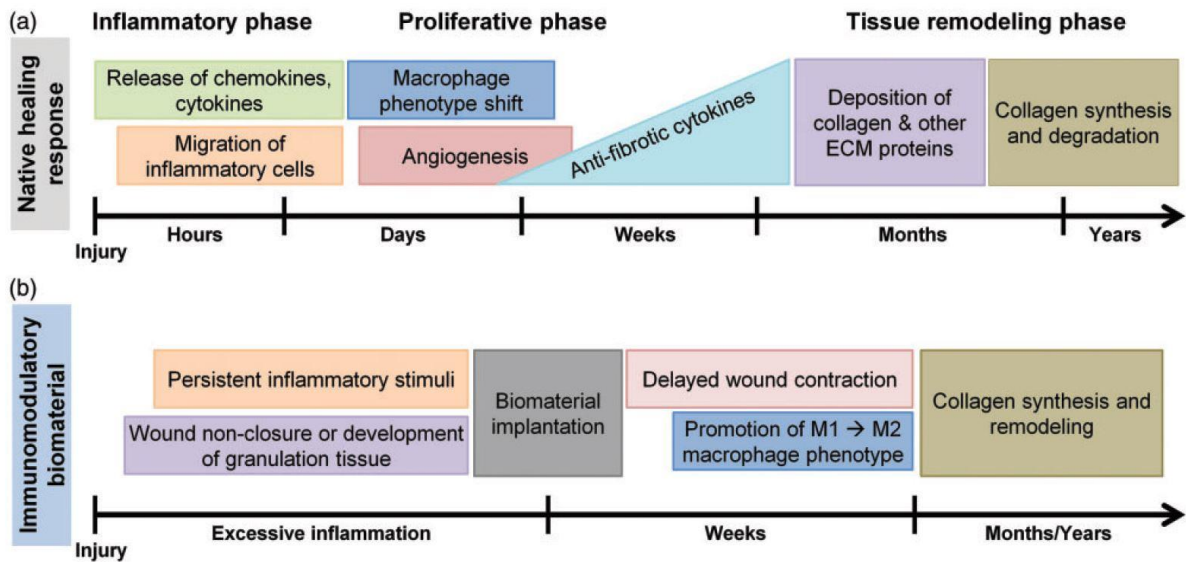 (a)
Inflammatory phase
Proliferative phase
Tissue remodeling phase
Native healing
response
Release of chemokines,
cytokines
Migration of
inflammatory cells
Macrophage
phenotype shift
Angiogenesis
Anti-fibrotic cytokines
Deposition of
collagen & other
ECM proteins
Collagen synthesis
and degradation
Injury
Hours
Days
Weeks
Months
Years
(b)
Immunomodulatory
biomaterial
Persistent inflammatory stimuli
Wound non-closure or development
of granulation tissue
Biomaterial
implantation
Delayed wound contraction
Promotion of M1 → M2
macrophage phenotype
Collagen synthesis and
remodeling
Injury
Excessive inflammation
Weeks
Months/Years